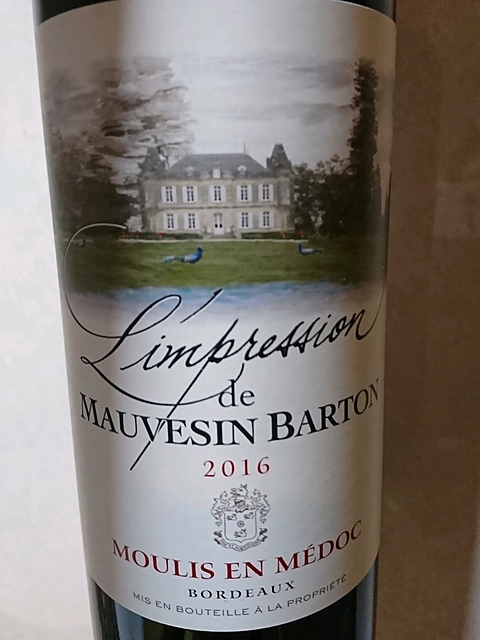 L'impression
de
MAUVESIN BARTON
2016
MOULIS EN MÉDOC
BORDEAUX
MIS EN BOUTEILLE À LA PROPRIÉTÉ